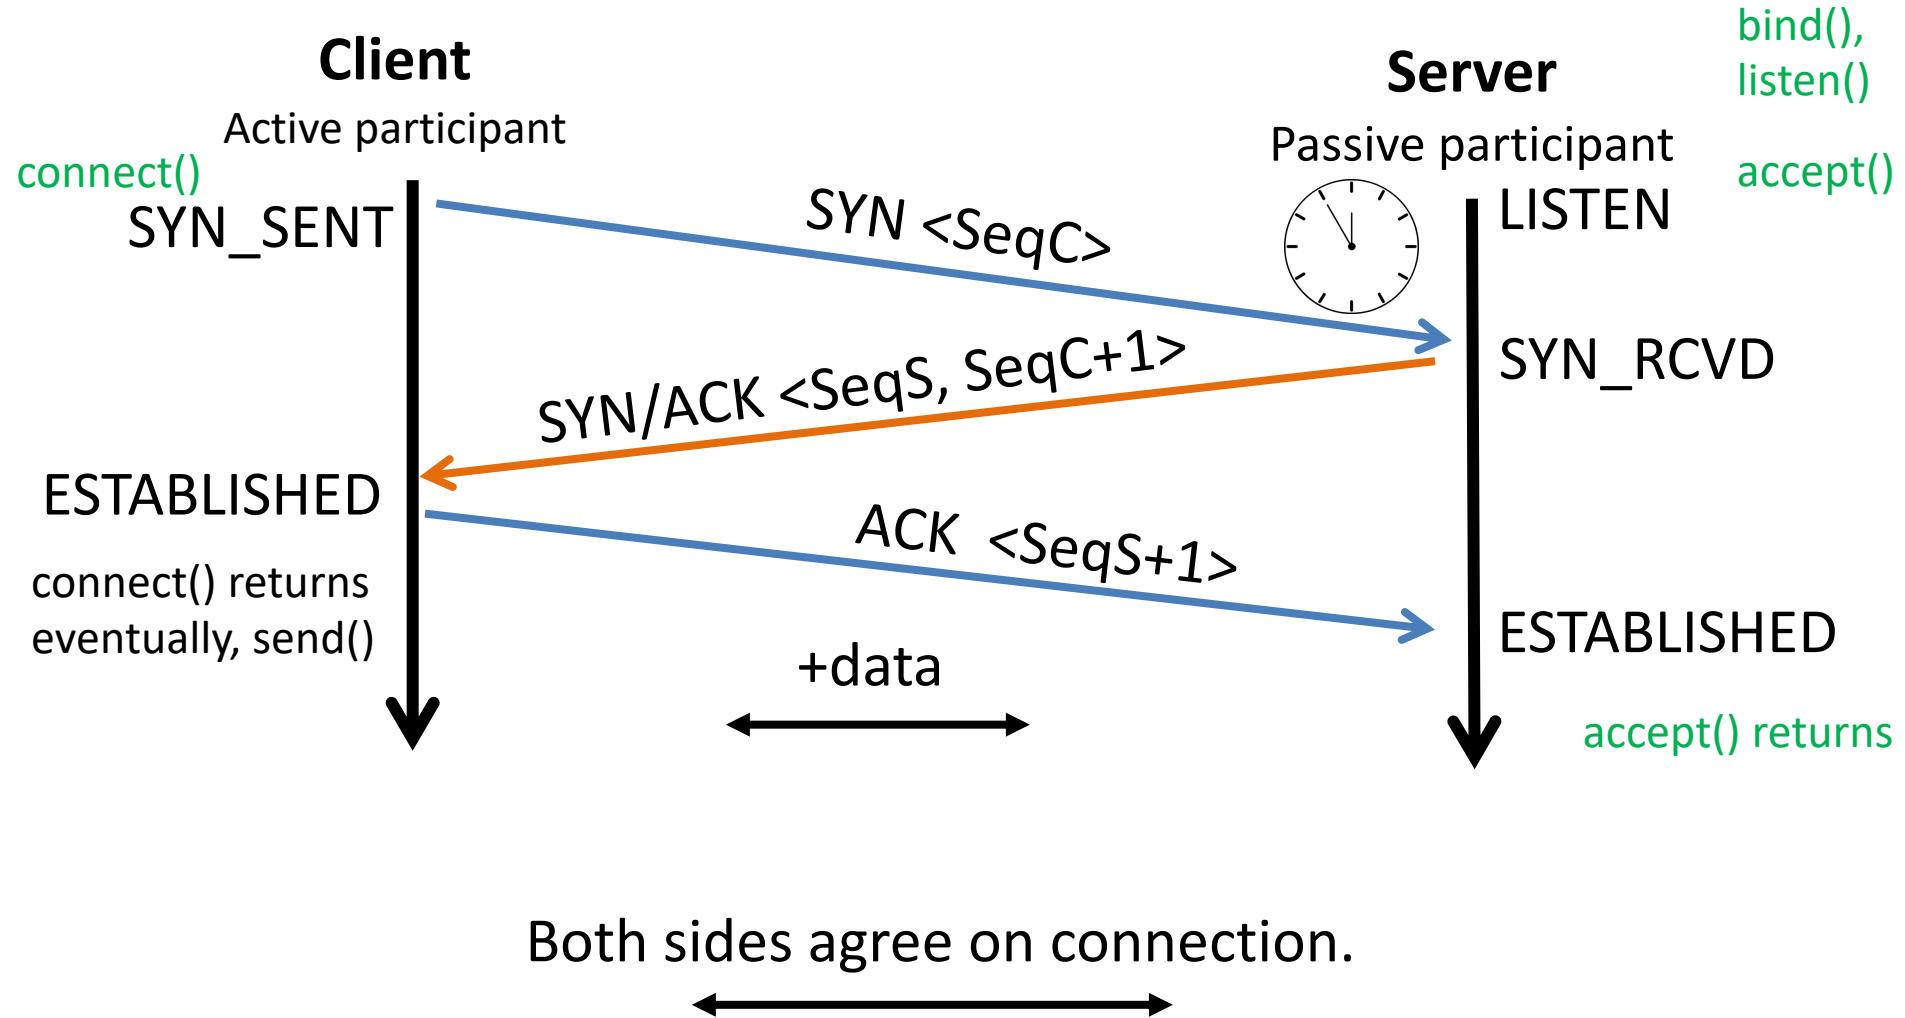 bind(),
listen()
Client
Server
Active participant
Passive participant
connect()
accept()
SYN_SENT
SYN <SeqC>
LISTEN
SYN/ACK <SeqS, SeqC+1>
SYN_RCVD
ESTABLISHED
ACK <SeqS+1>
connect() returns
eventually, send()
ESTABLISHED
+data
accept() returns
Both sides agree on connection.